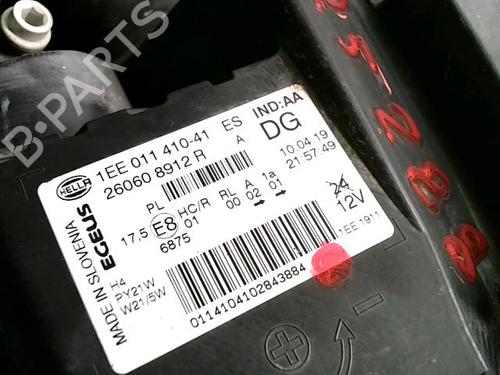 B-PARTS
1EE 011 410-41 ES IND:AA
26060 8912 R A DG
10.04.19
21:57:49
HELLA
PL HC/R RL A 1a
17,5 E8 01 00 02 01
6875
24
12V
1EE 1911
MADE IN SLOVENIA
EGEUS
H4
PY21W
W21/5W
0114104102843884